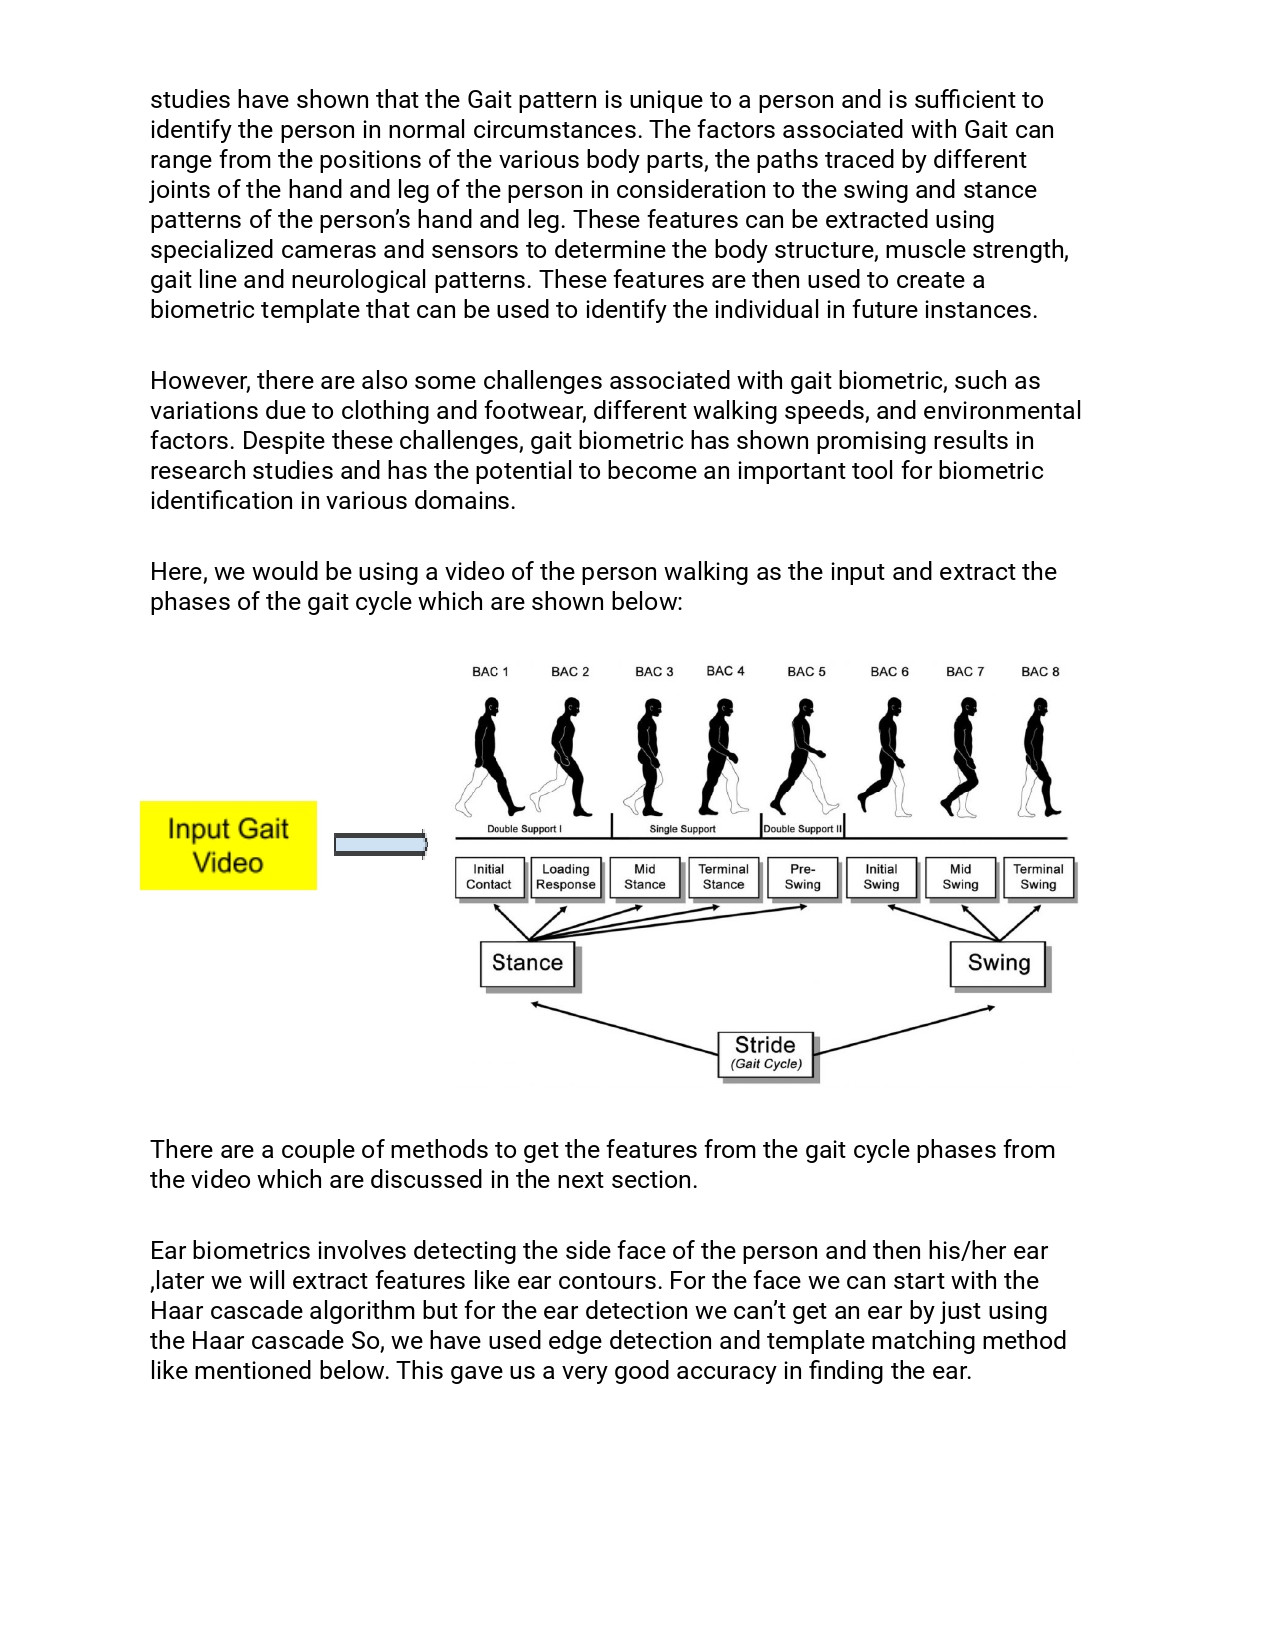 studies have shown that the Gait pattern is unique to a person and is sufficient to
identify the person in normal circumstances. The factors associated with Gait can
range from the positions of the various body parts, the paths traced by different
joints of the hand and leg of the person in consideration to the swing and stance
patterns of the person’s hand and leg. These features can be extracted using
specialized cameras and sensors to determine the body structure, muscle strength,
gait line and neurological patterns. These features are then used to create a
biometric template that can be used to identify the individual in future instances.
However, there are also some challenges associated with gait biometric, such as
variations due to clothing and footwear, different walking speeds, and environmental
factors. Despite these challenges, gait biometric has shown promising results in
research studies and has the potential to become an important tool for biometric
identification in various domains.
Here, we would be using a video of the person walking as the input and extract the
phases of the gait cycle which are shown below:
BAC 1 BAC 2 BAC 3 BAC 4 BAC 5 BAC 6 BAC 7 BAC 8
Input Gait
Video
Double Support I Single Support Double Support II
Initial Loading Mid Terminal Pre- Initial Mid Terminal
Contact Response Stance Stance Swing Swing Swing Swing
Stance Swing
Stride
(Gait Cycle)
There are a couple of methods to get the features from the gait cycle phases from
the video which are discussed in the next section.
Ear biometrics involves detecting the side face of the person and then his/her ear
,later we will extract features like ear contours. For the face we can start with the
Haar cascade algorithm but for the ear detection we can’t get an ear by just using
the Haar cascade So, we have used edge detection and template matching method
like mentioned below. This gave us a very good accuracy in finding the ear.